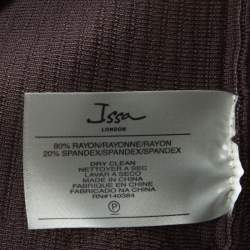 Issa
LONDON
80% RAYON/RAYONNE/RAYON
20% SPANDEX/SPANDEX/SPANDEX
DRY CLEAN
NETTOYER A SEC
LAVAR A SECO
MADE IN CHINA
FABRIQUE EN CHINE
FABRICADO NA CHINA
RN#140384
P